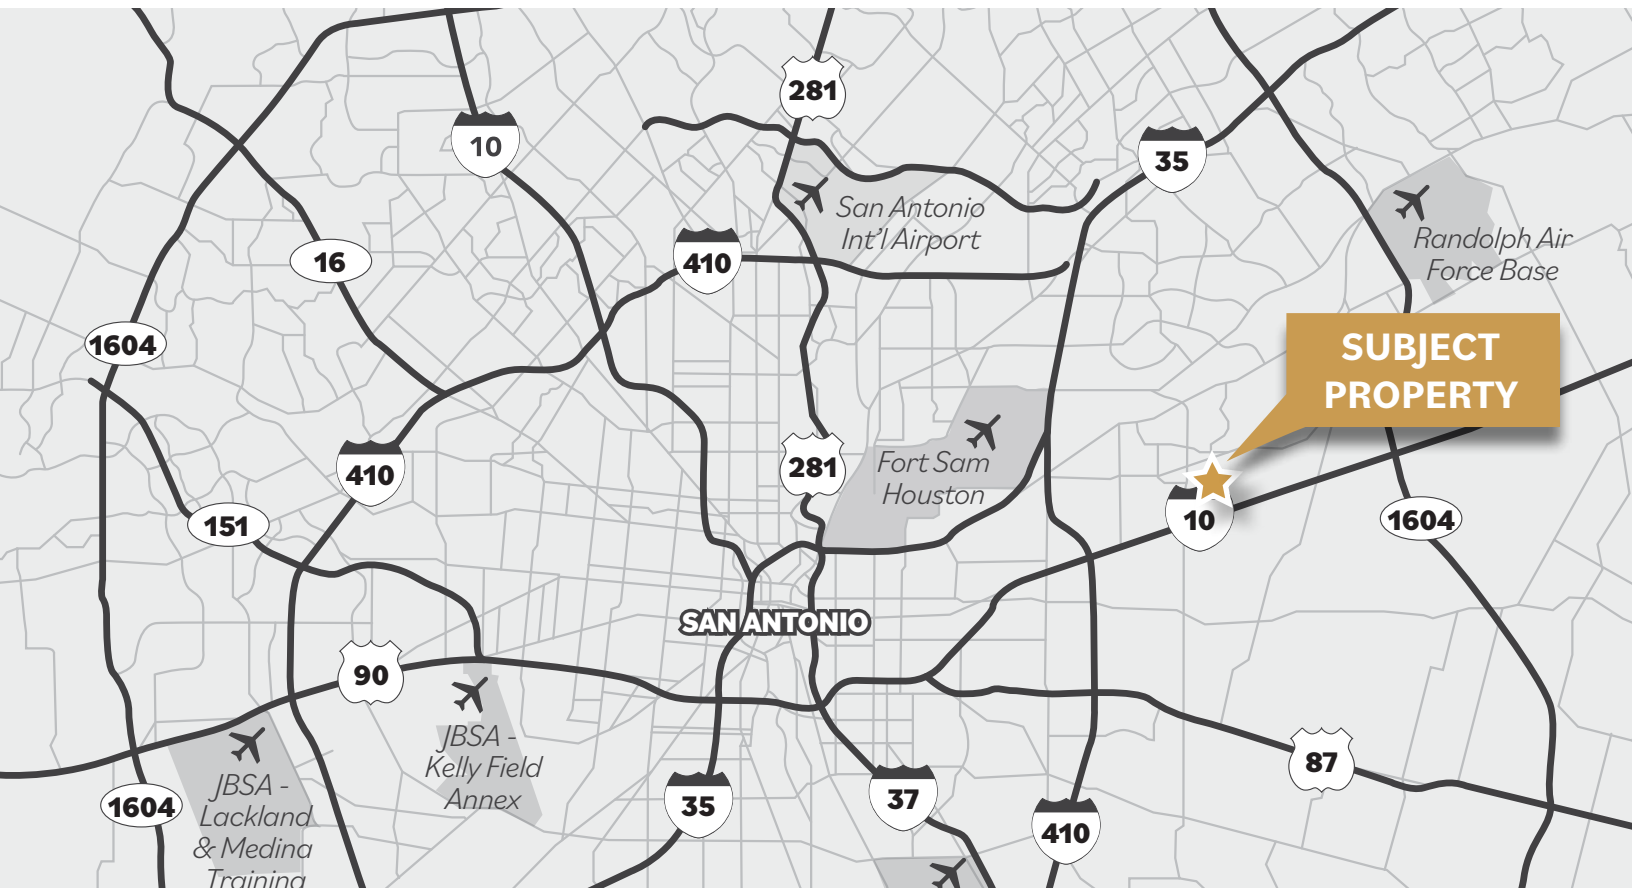 281
10
35
San Antonio
Int'l Airport
Randolph Air
Force Base
16
410
1604
SUBJECT
PROPERTY
410
281
Fort Sam
Houston
151
10
1604
SAN ANTONIO
90
JBSA -
Kelly Field
Annex
87
JBSA -
Lackland
& Medina
Training
1604
35
37
410